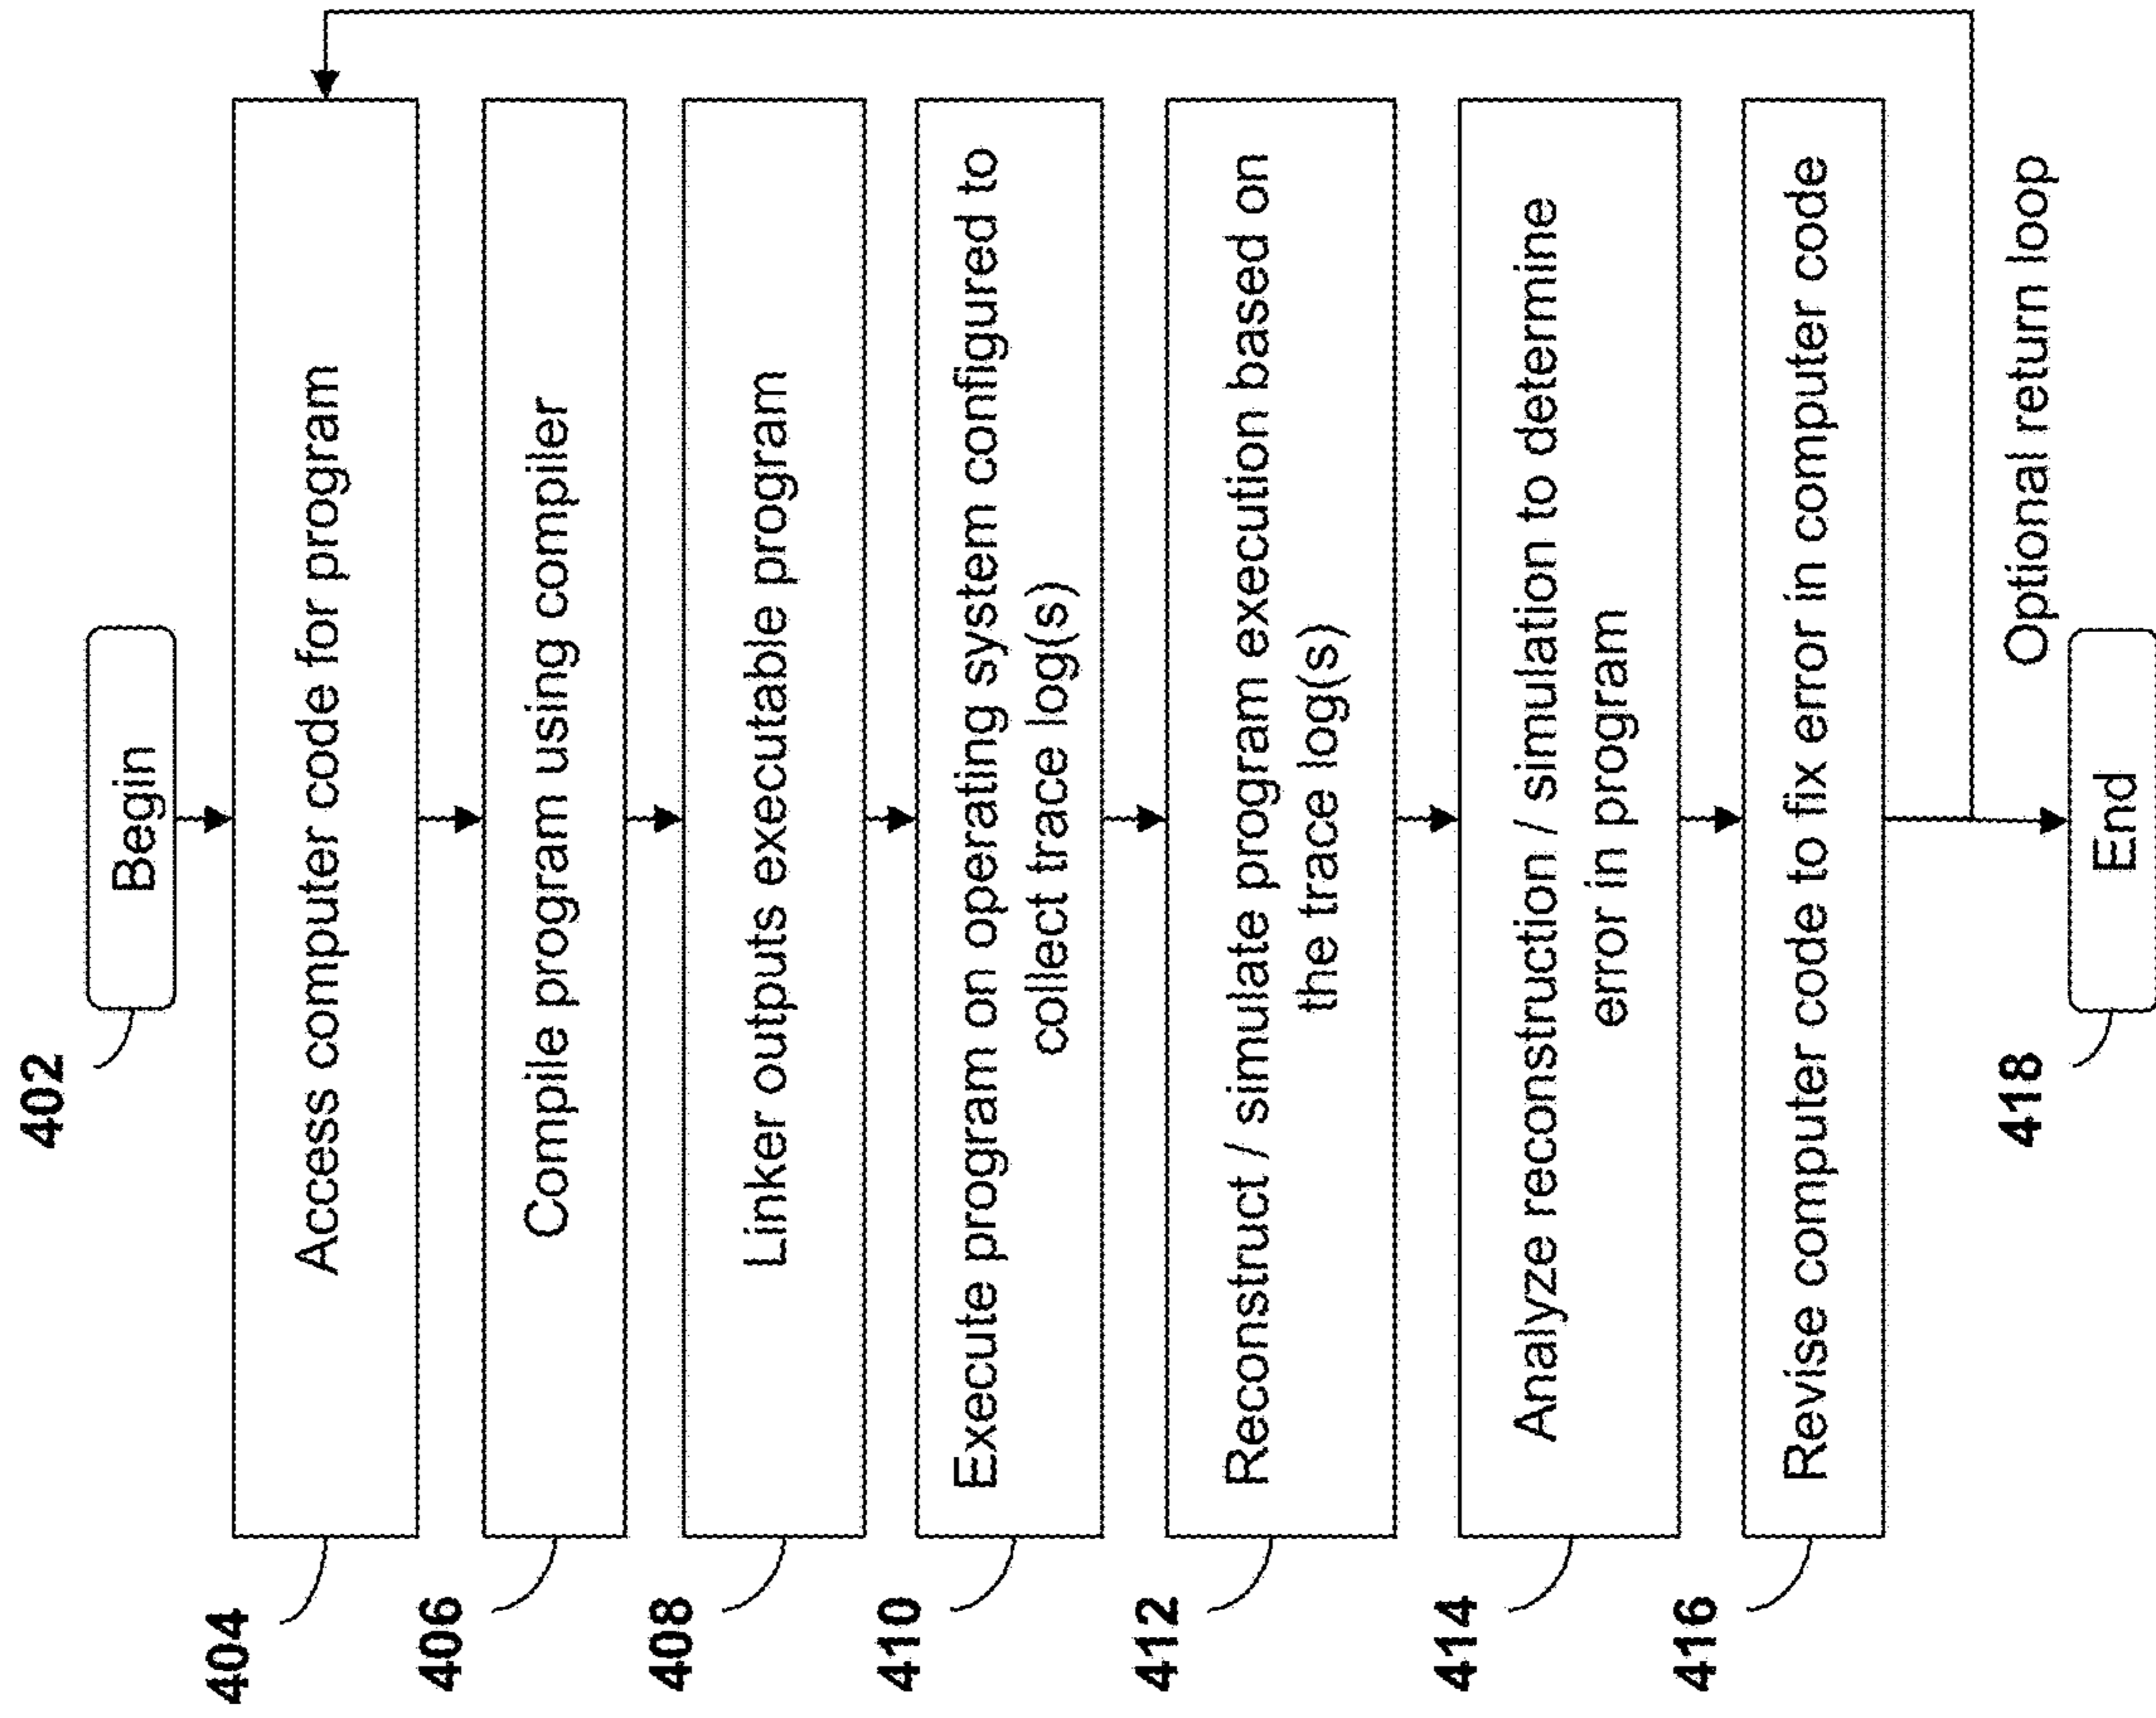 402
Begin
404
Access computer code for program
406
Compile program using compiler
408
Linker outputs executable program
410
Execute program on operating system configured to
collect trace log(s)
412
Reconstruct / simulate program execution based on
the trace log(s)
414
Analyze reconstruction / simulation to determine
error in program
416
Revise computer code to fix error in computer code
Optional return loop
418
End